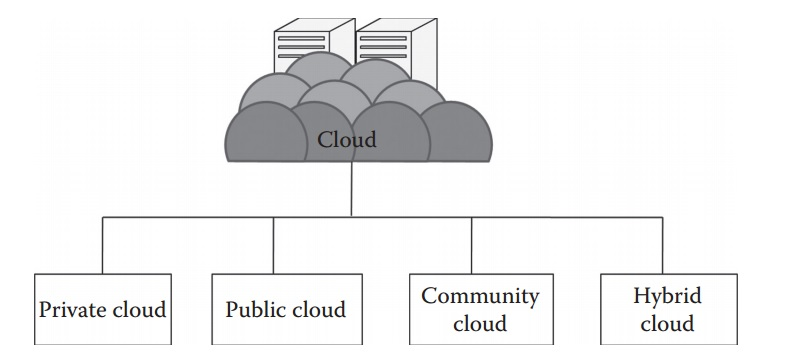 Cloud
Private cloud
Public cloud
Community
cloud
Hybrid
cloud